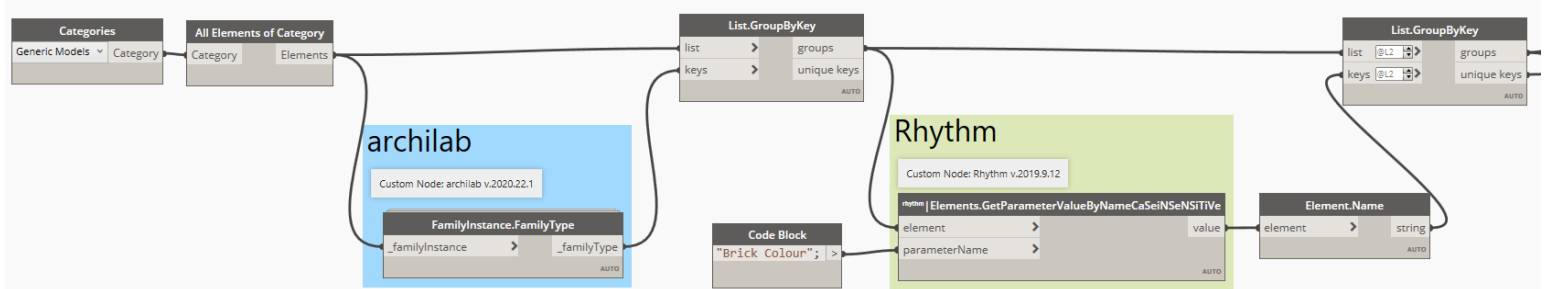 Categories
Generic Models Category
All Elements of Category
Category Elements
List.GroupByKey
list > groups
keys > unique keys
AUTO
List.GroupByKey
list @L2 > groups
keys @L2 > unique keys
AUTO
archilab
Custom Node: archilab v.2020.22.1
FamilyInstance.FamilyType
_familyInstance > _familyType
AUTO
Code Block
"Brick Colour"; >
Rhythm
Custom Node: Rhythm v.2019.9.12
rhythm|Elements.GetParameterValueByNameCaSeiNSeNSiTiVe
element > value
parameterName >
AUTO
Element.Name
element > string
AUTO